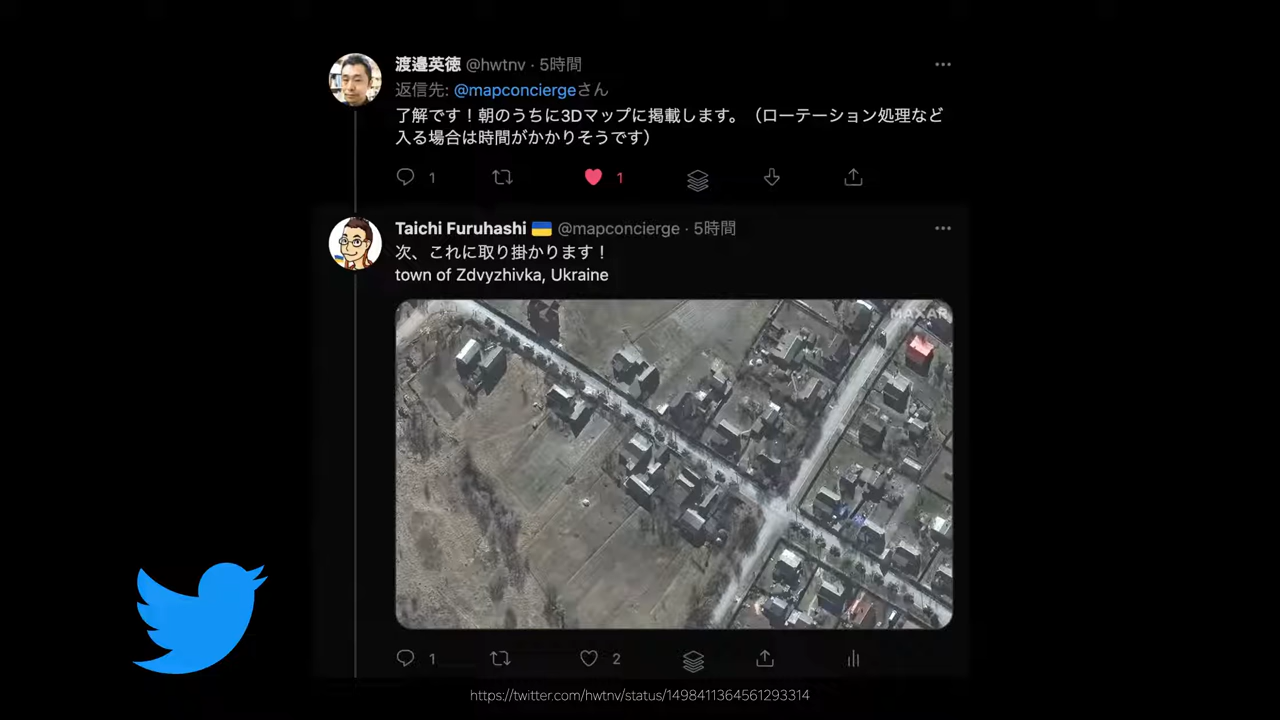 渡邉英徳 @hwtnv · 5時間
返信先: @mapconciergeさん
了解です！朝のうちに3Dマップに掲載します。（ローテーション処理など
入る場合は時間がかかりそうです）
1 1
Taichi Furuhashi 🇺🇦 @mapconcierge · 5時間
次、これに取り掛かります！
town of Zdvyzhivka, Ukraine
MAXAR
1 2
https://twitter.com/hwtnv/status/1498411364561293314